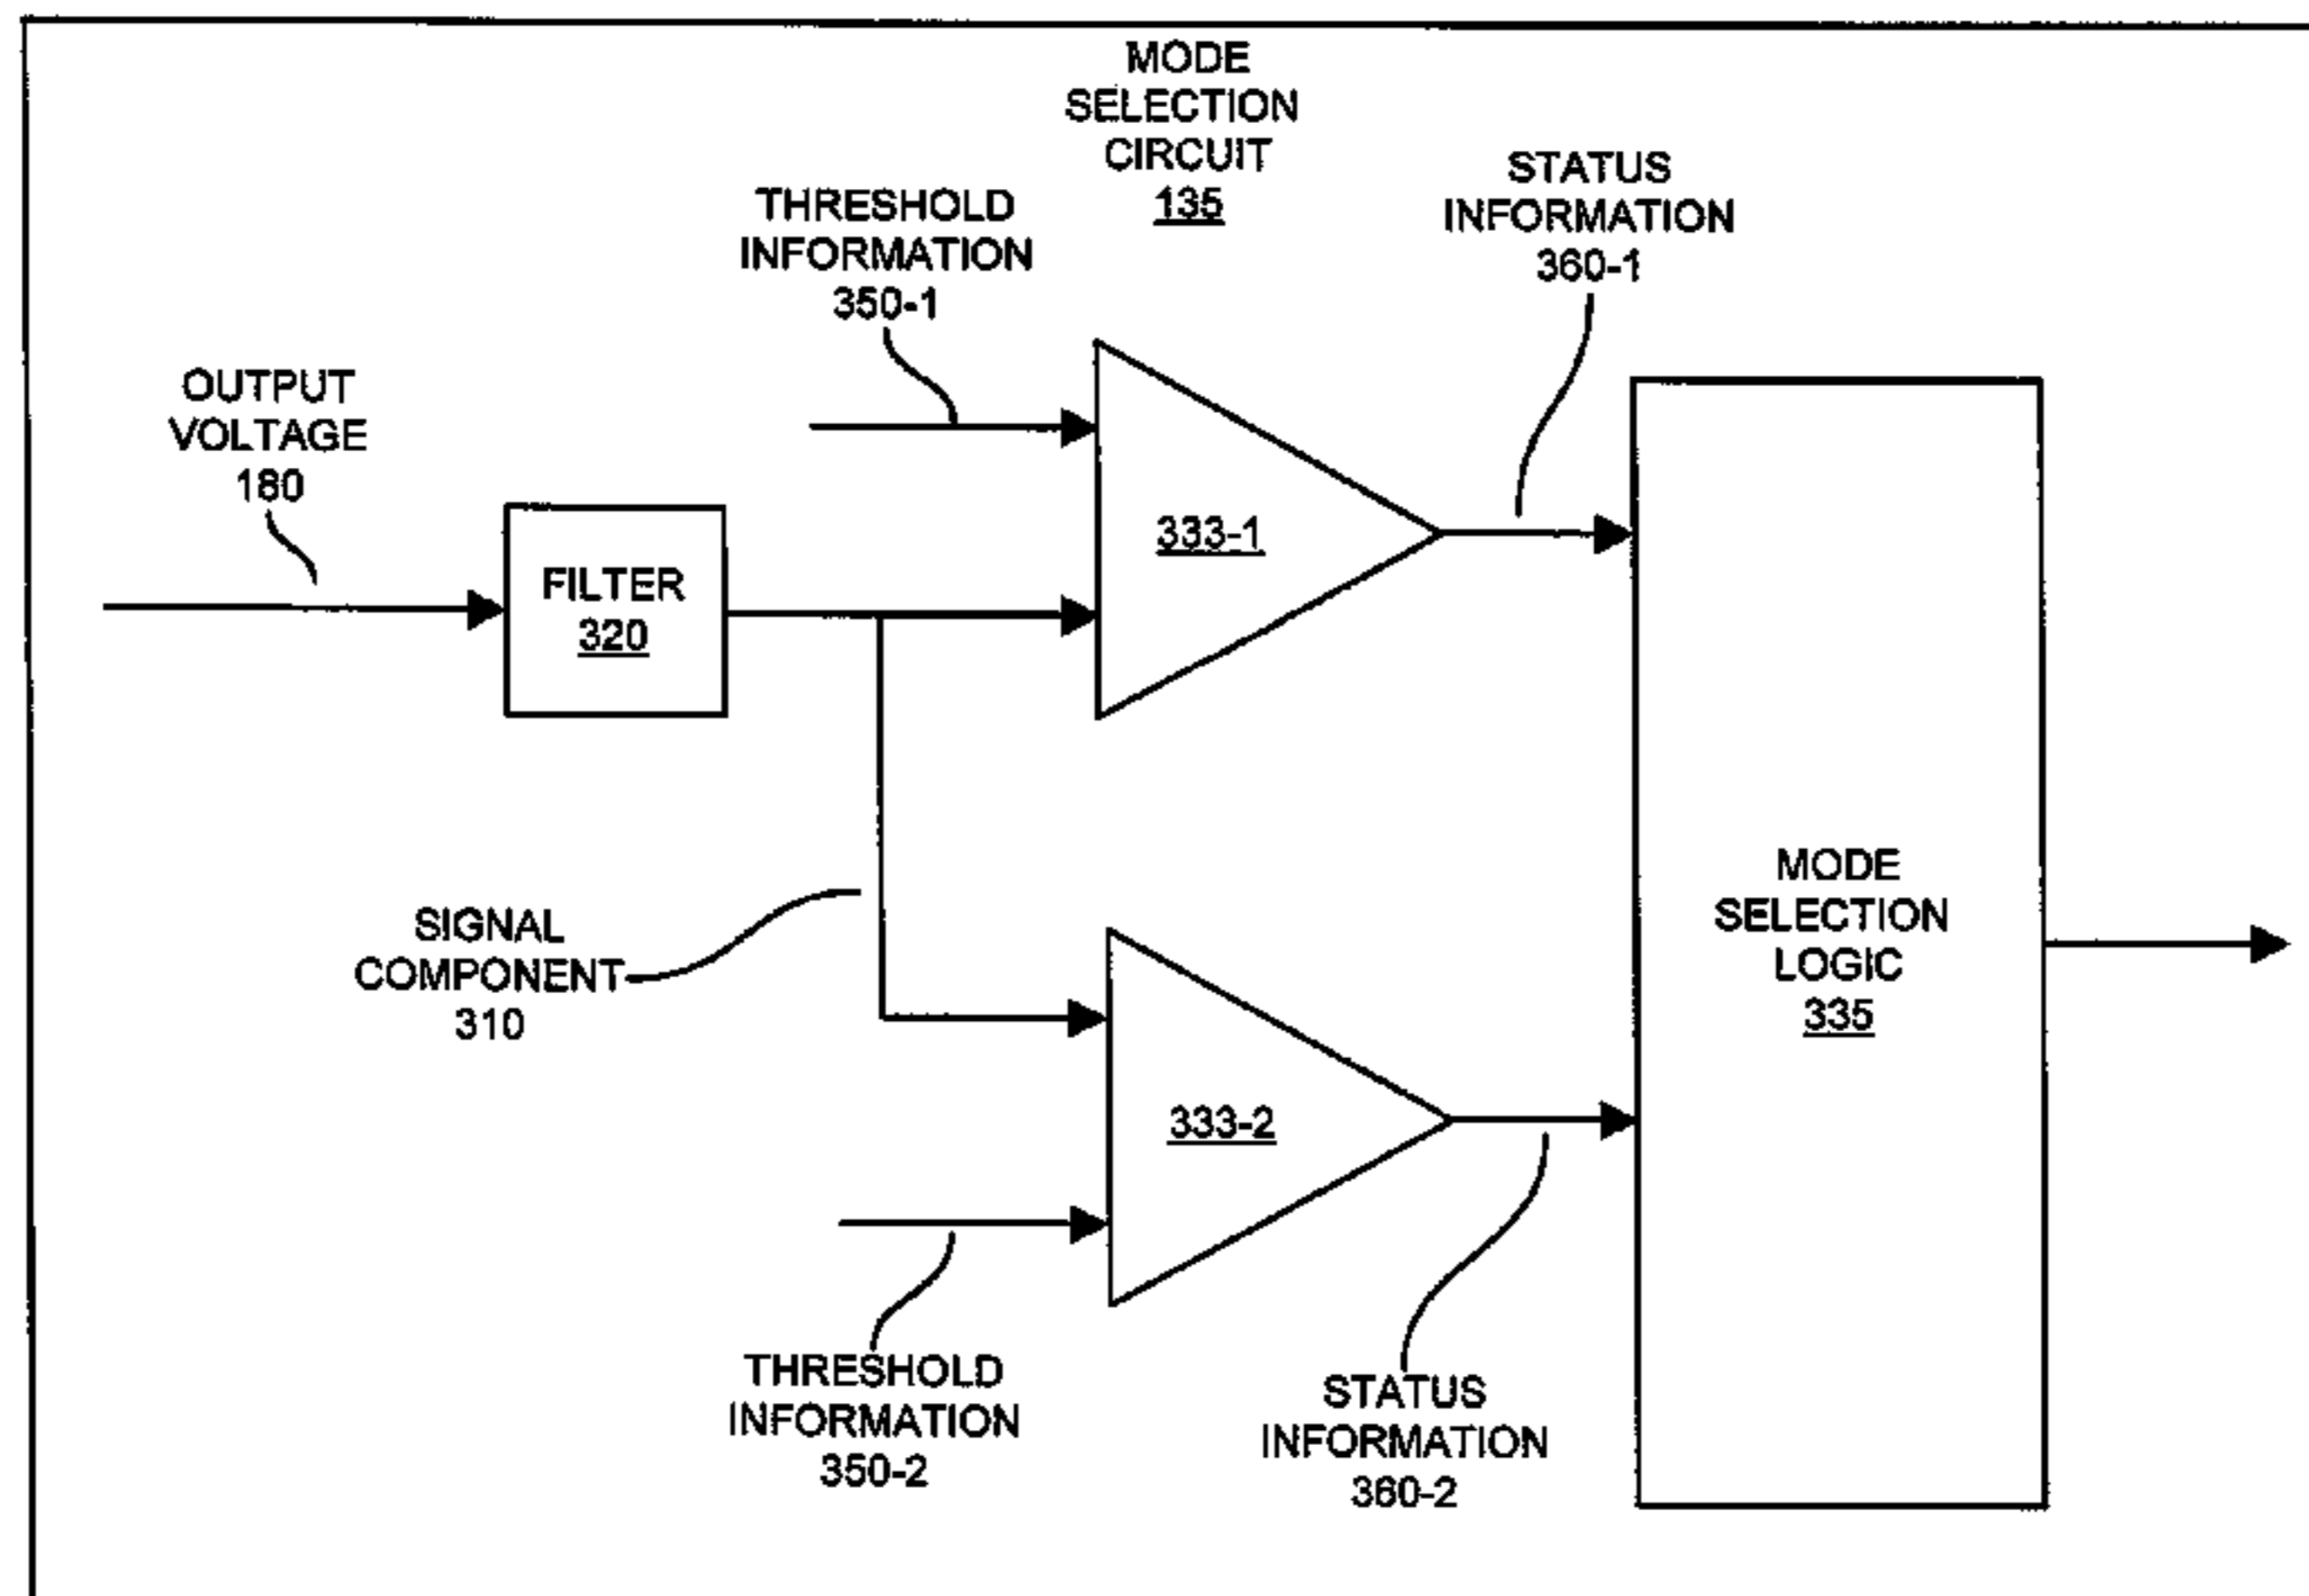 MODE
SELECTION
CIRCUIT
135
THRESHOLD
INFORMATION
350-1
STATUS
INFORMATION
360-1
OUTPUT
VOLTAGE
180
FILTER
320
333-1
SIGNAL
COMPONENT
310
333-2
MODE
SELECTION
LOGIC
335
THRESHOLD
INFORMATION
350-2
STATUS
INFORMATION
360-2